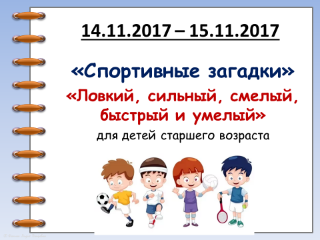 14.11.2017 – 15.11.2017
«Спортивные загадки»
«Ловкий, сильный, смелый,
быстрый и умелый»
для детей старшего возраста